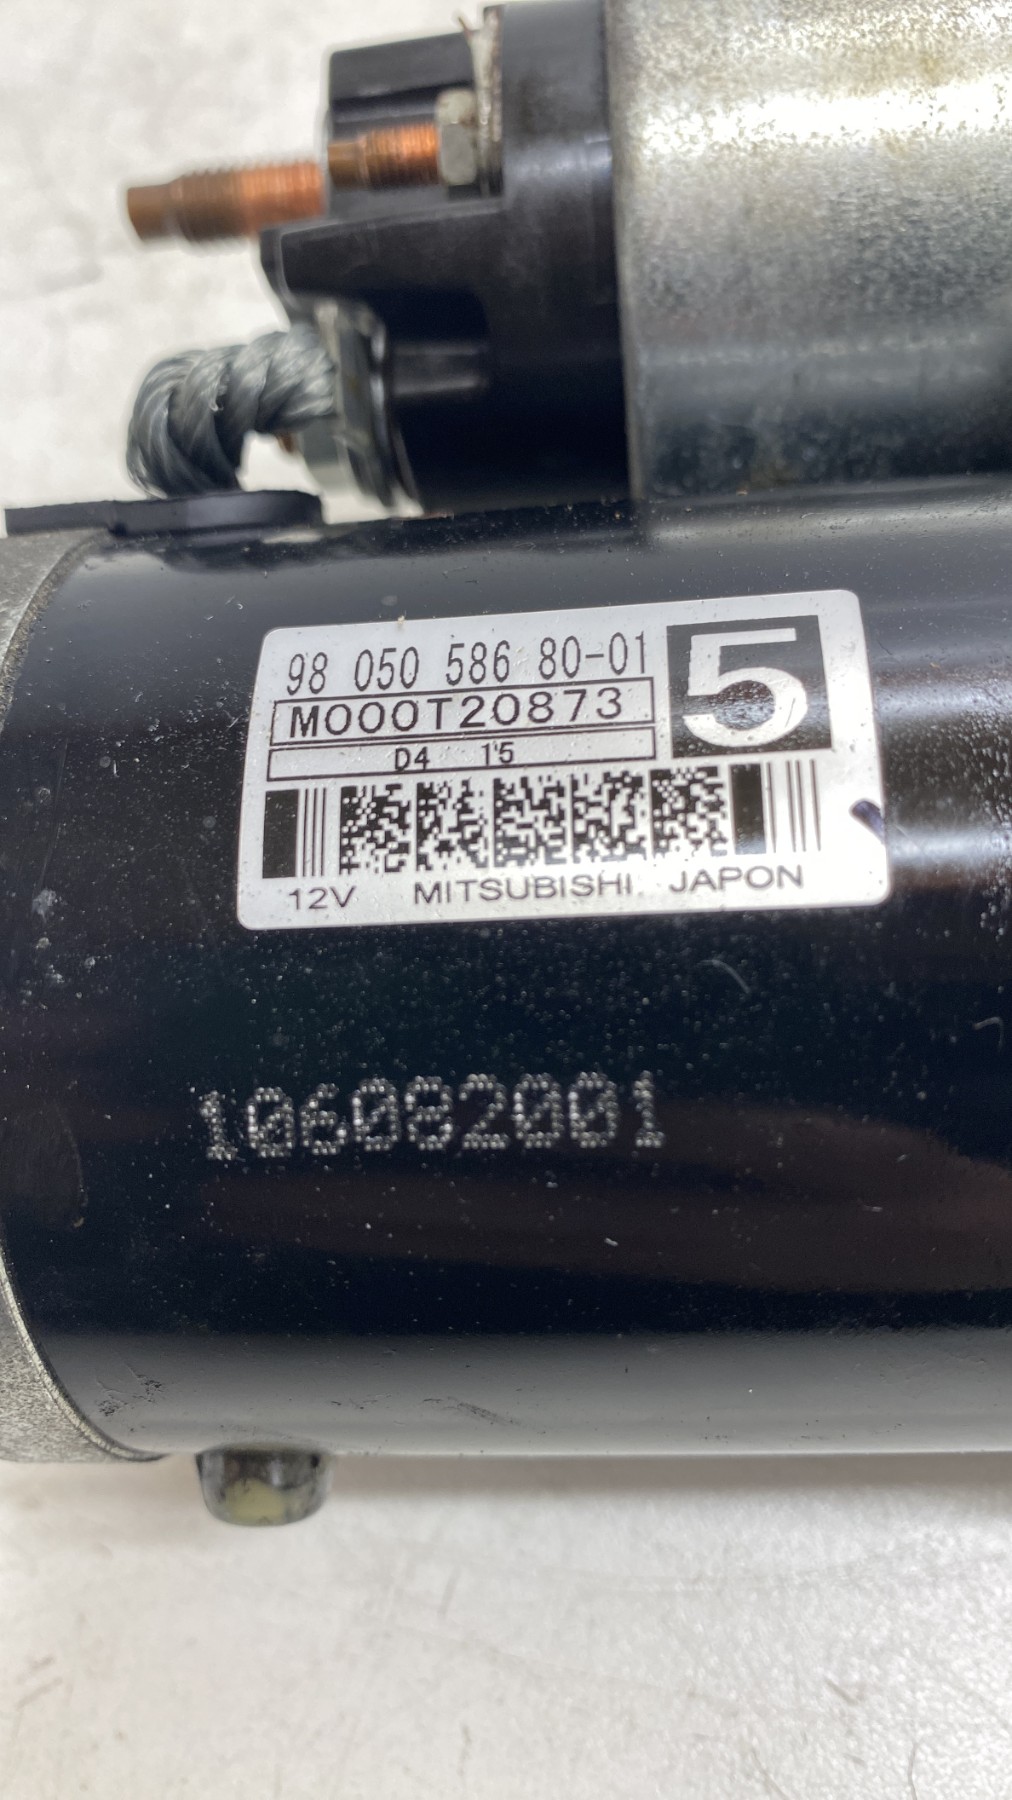 98 050 586 80-01
5
M000T20873
D4 15
12V MITSUBISHI JAPON
106082001